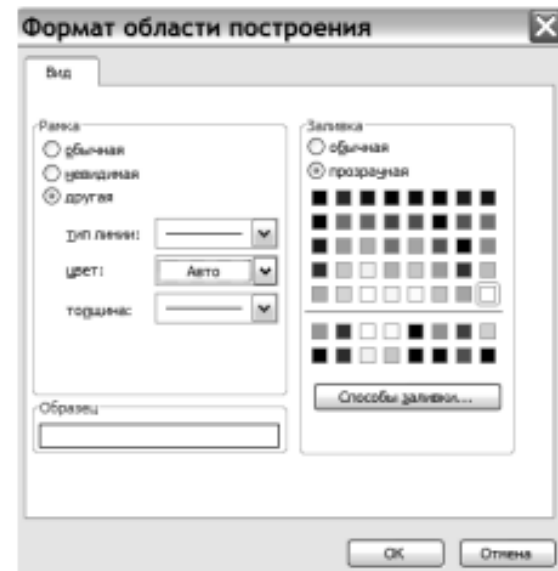 Формат области построения
Вид
Рамка
обычная
невидимая
другая
тип линии:
цвет:
Авто
толщина:
Образец
Заливка
обычная
прозрачная
Способы заливки...
ОК
Отмена